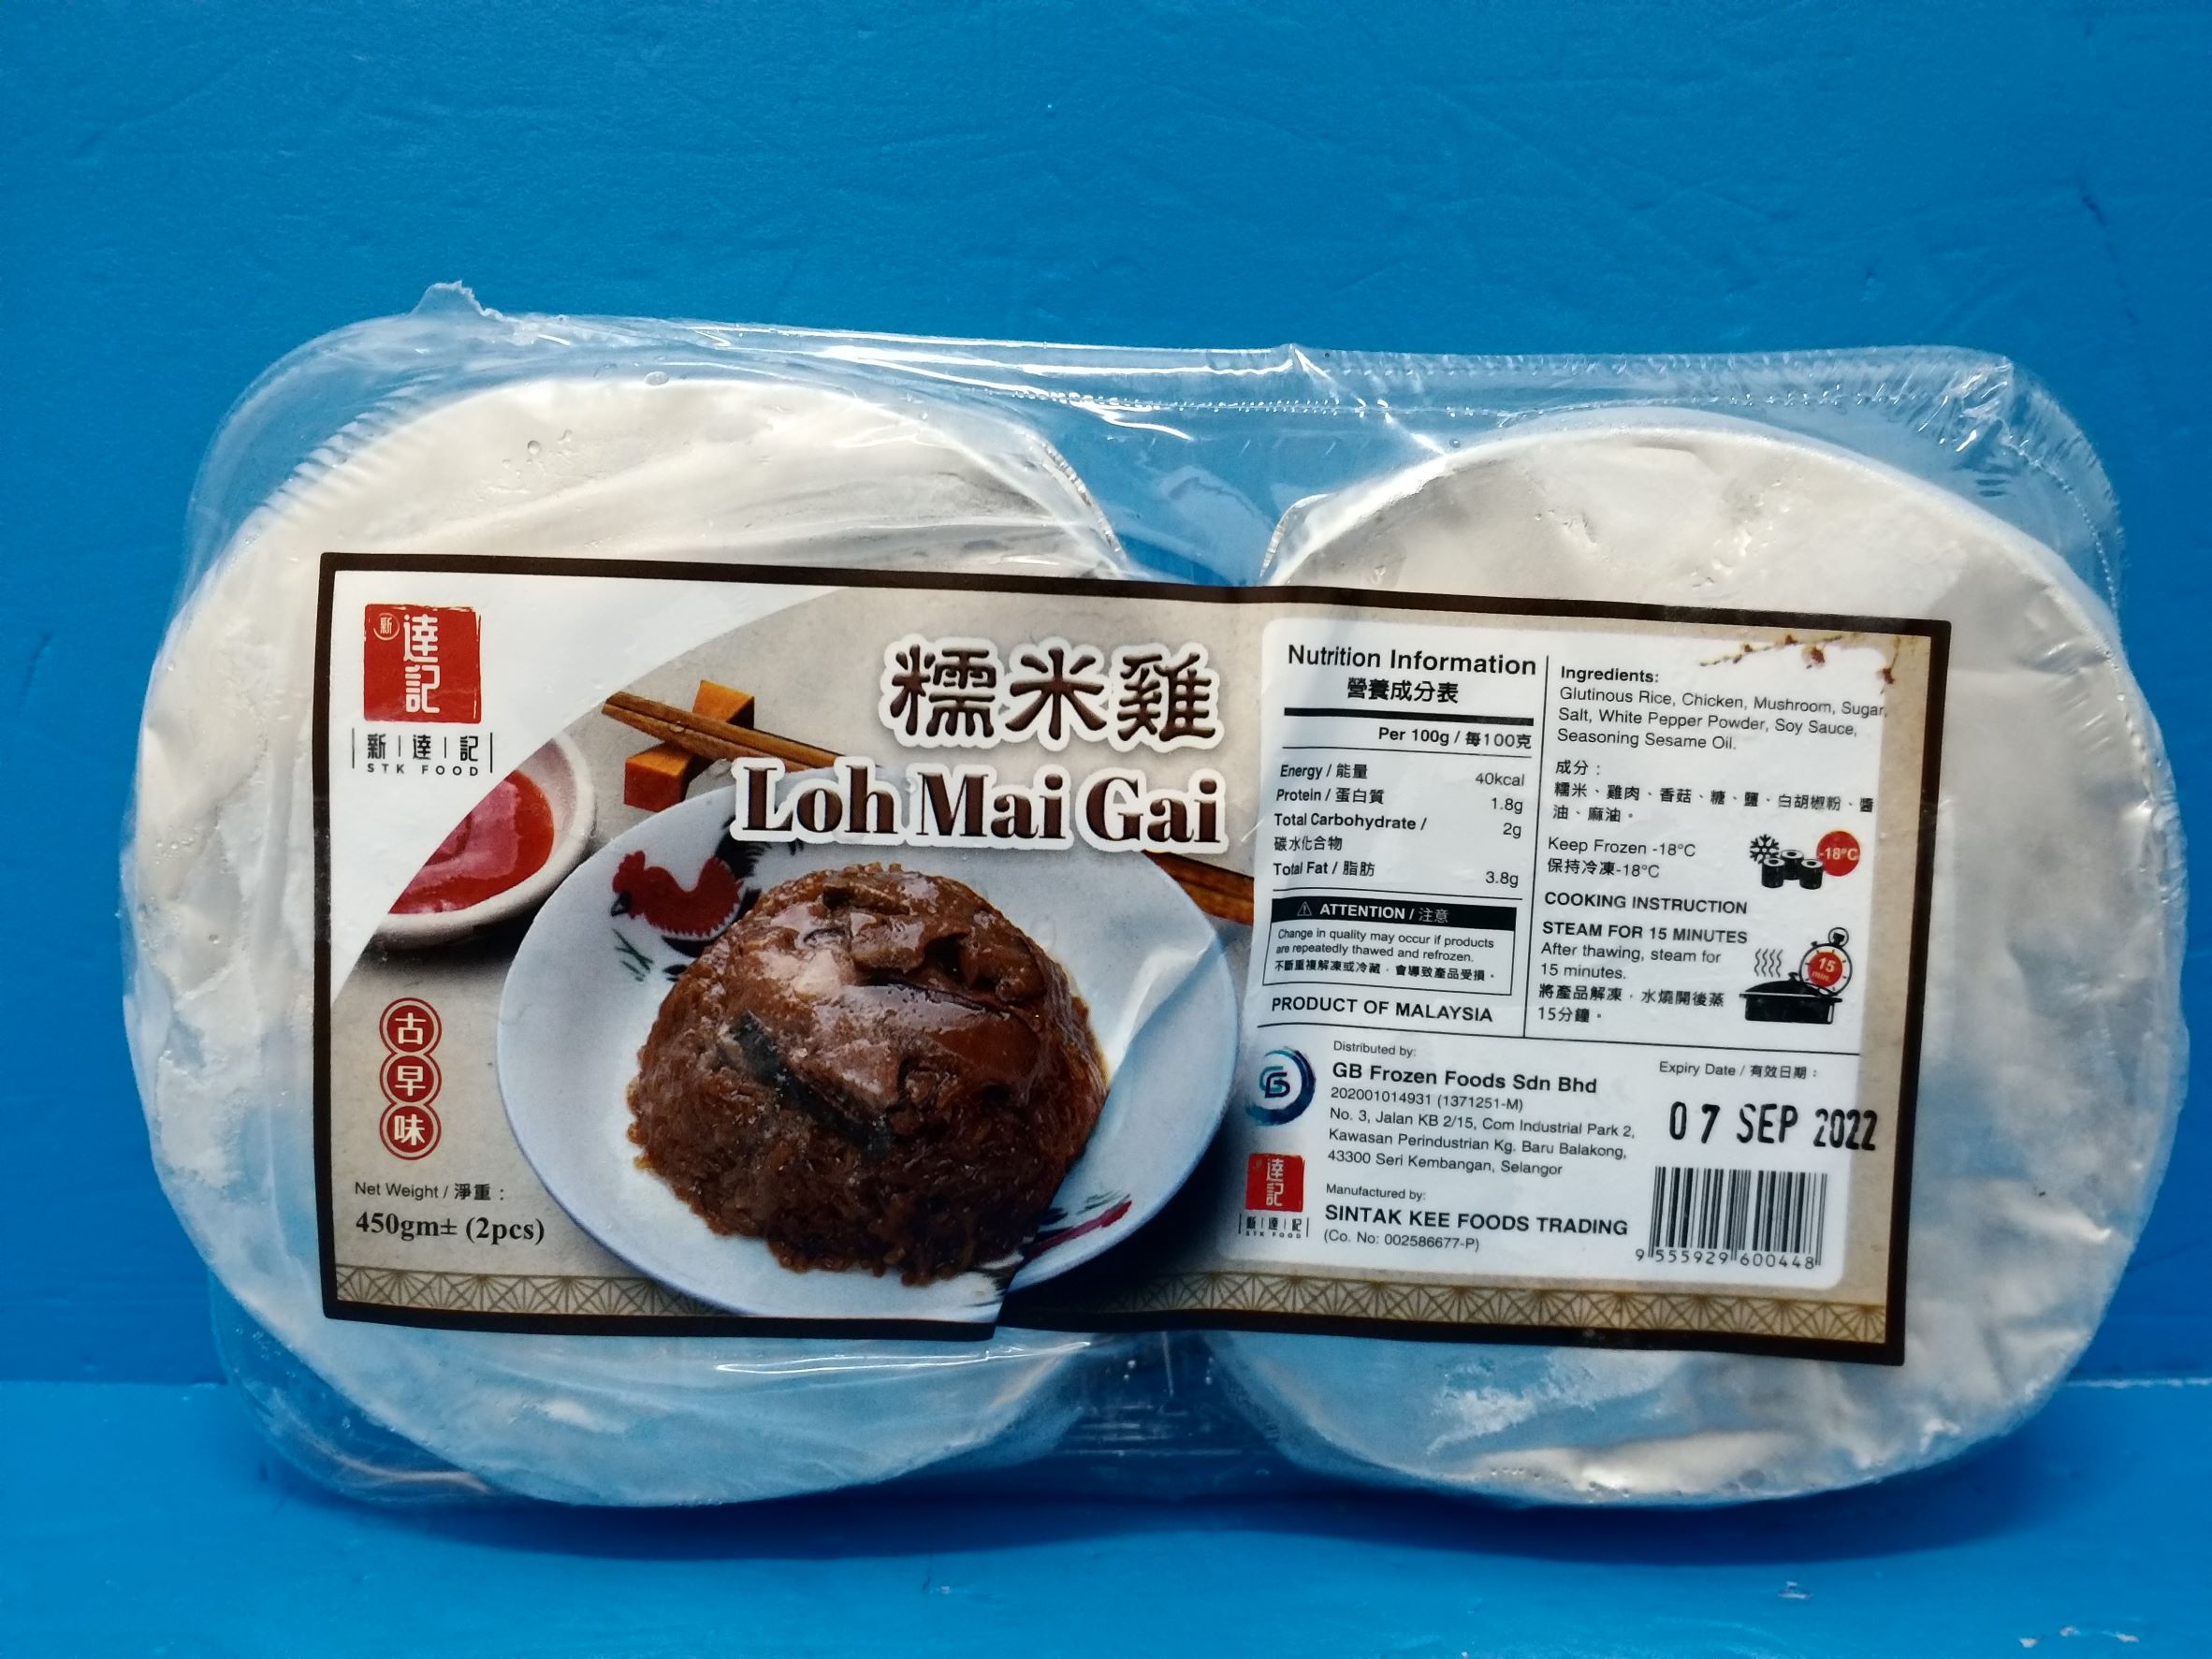 新
達
記
新 | 達 | 記
STK FOOD
糯米雞
Loh Mai Gai
古
早
味
Net Weight / 淨重：
450gm± (2pcs)
Nutrition Information
營養成分表
Per 100g / 每100克
Energy / 能量 40kcal
Protein / 蛋白質 1.8g
Total Carbohydrate / 2g
碳水化合物
Total Fat / 脂肪 3.8g
ATTENTION / 注意
Change in quality may occur if products
are repeatedly thawed and refrozen.
不斷重複解凍或冷藏，會導致產品受損。
PRODUCT OF MALAYSIA
Ingredients:
Glutinous Rice, Chicken, Mushroom, Sugar,
Salt, White Pepper Powder, Soy Sauce,
Seasoning Sesame Oil.
成分：
糯米、雞肉、香菇、糖、鹽、白胡椒粉、醬
油、麻油。
Keep Frozen -18°C
保持冷凍-18°C
-18°C
COOKING INSTRUCTION
STEAM FOR 15 MINUTES
After thawing, steam for
15 minutes.
將產品解凍，水燒開後蒸
15分鐘。
15
min
Distributed by:
GB Frozen Foods Sdn Bhd
202001014931 (1371251-M)
No. 3, Jalan KB 2/15, Com Industrial Park 2,
Kawasan Perindustrian Kg. Baru Balakong,
43300 Seri Kembangan, Selangor
Expiry Date / 有效日期：
07 SEP 2022
達
記
新 | 達 | 記
STK FOOD
Manufactured by:
SINTAK KEE FOODS TRADING
(Co. No: 002586677-P)
9 555929 600448